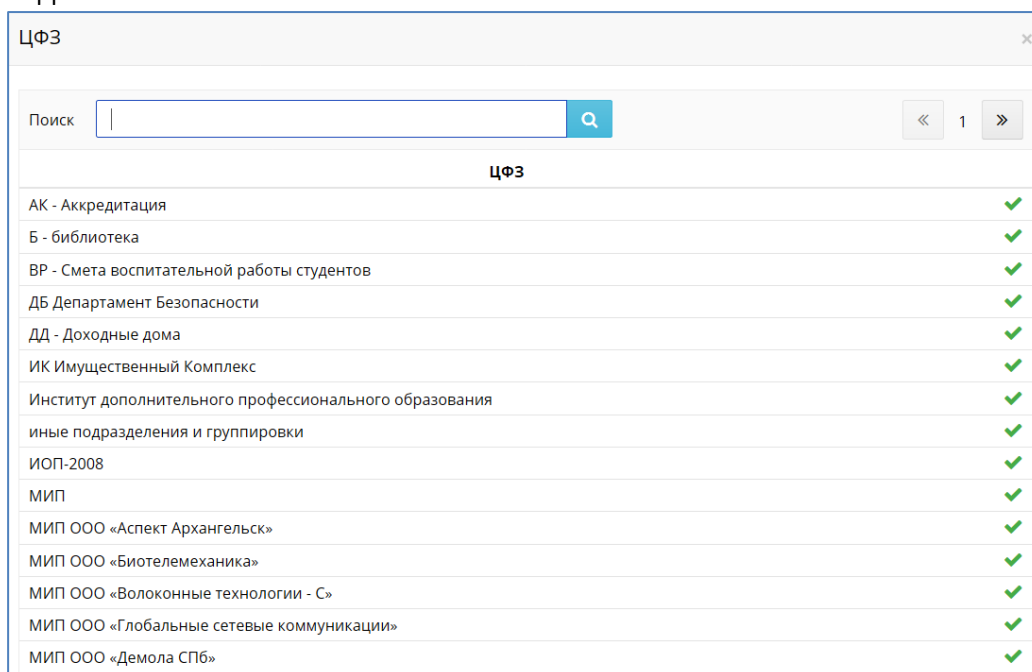 ЦФЗ
Поиск
1
ЦФЗ
АК - Аккредитация
Б - библиотека
ВР - Смета воспитательной работы студентов
ДБ Департамент Безопасности
ДД - Доходные дома
ИК Имущественный Комплекс
Институт дополнительного профессионального образования
иные подразделения и группировки
ИОП-2008
МИП
МИП ООО «Аспект Архангельск»
МИП ООО «Биотелемеханика»
МИП ООО «Волоконные технологии - С»
МИП ООО «Глобальные сетевые коммуникации»
МИП ООО «Демола СПб»